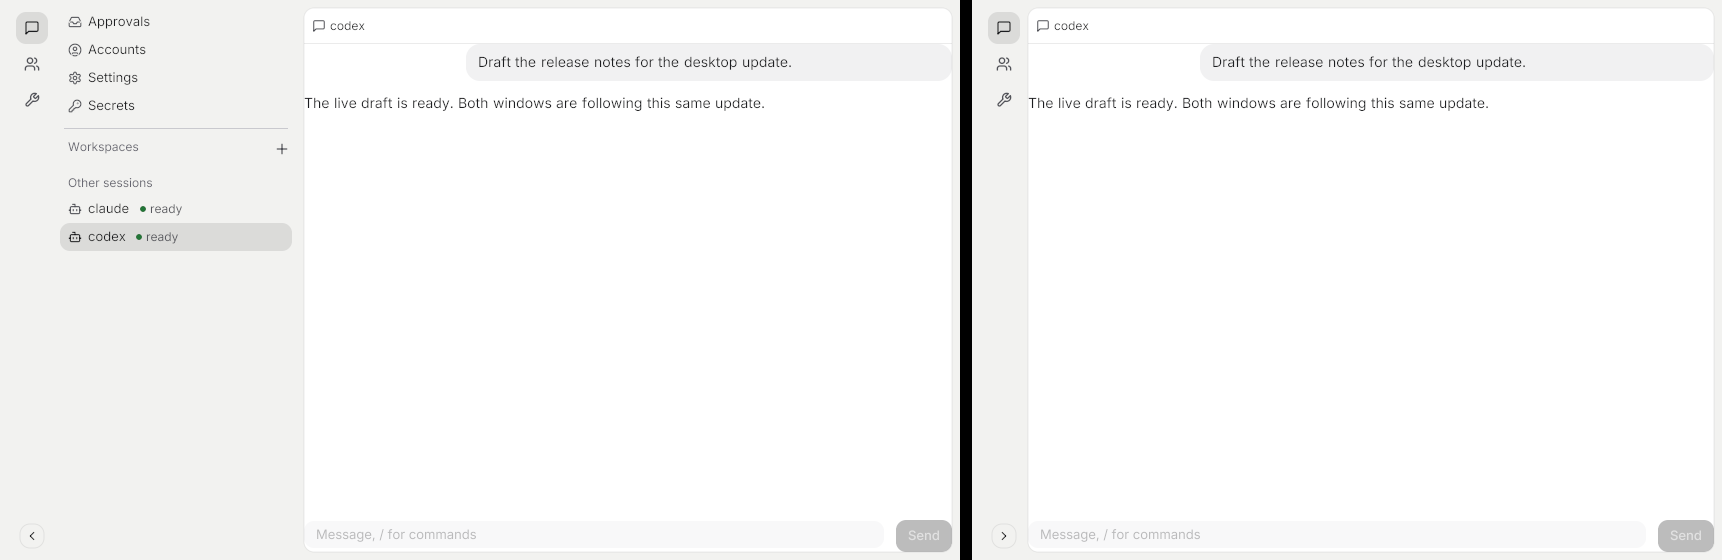 Approvals
Accounts
Settings
Secrets
Workspaces
Other sessions
claude ready
codex ready
codex
Draft the release notes for the desktop update.
The live draft is ready. Both windows are following this same update.
Message, / for commands
Send
codex
Draft the release notes for the desktop update.
The live draft is ready. Both windows are following this same update.
Message, / for commands
Send